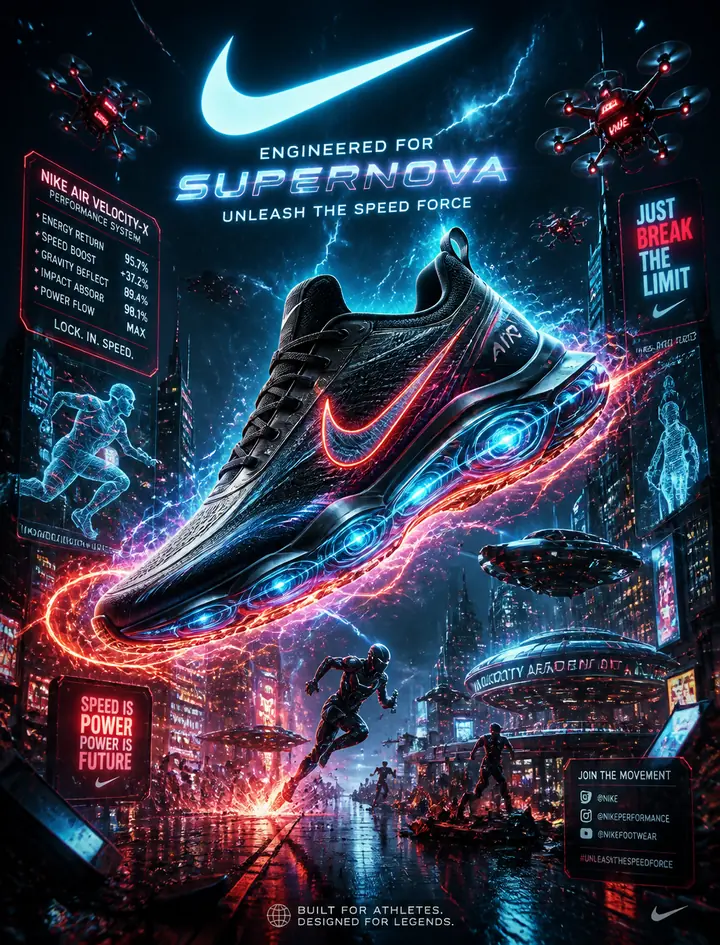 ENGINEERED FOR
SUPERNOVA
UNLEASH THE SPEED FORCE
NIKE AIR VELOCITY-X
PERFORMANCE SYSTEM
ENERGY RETURN 95.7%
SPEED BOOST +37.2%
GRAVITY BEFLECT 89.4%
IMPACT ABSORR 98.1%
POWER FLOW MAX
LOCK. IN. SPEED.
JUST
BREAK
THE
LIMIT
AIR
SPEED IS
POWER
POWER IS
FUTURE
JOIN THE MOVEMENT
@NIKE
@NIKEPERFORMANCE
@NIKEFOOTWEAR
#UNLEASHTHESPEEDFORCE
BUILT FOR ATHLETES.
DESIGNED FOR LEGENDS.